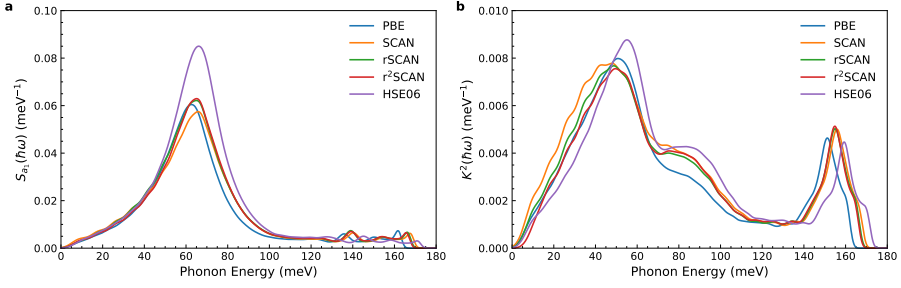 a
0.10
0.08
0.06
0.04
0.02
0.00
S_{a_1}(ℏω) (meV⁻¹)
0 20 40 60 80 100 120 140 160 180
Phonon Energy (meV)
PBE
SCAN
rSCAN
r²SCAN
HSE06
b
0.010
0.008
0.006
0.004
0.002
0.000
K²(ℏω) (meV⁻¹)
0 20 40 60 80 100 120 140 160 180
Phonon Energy (meV)
PBE
SCAN
rSCAN
r²SCAN
HSE06